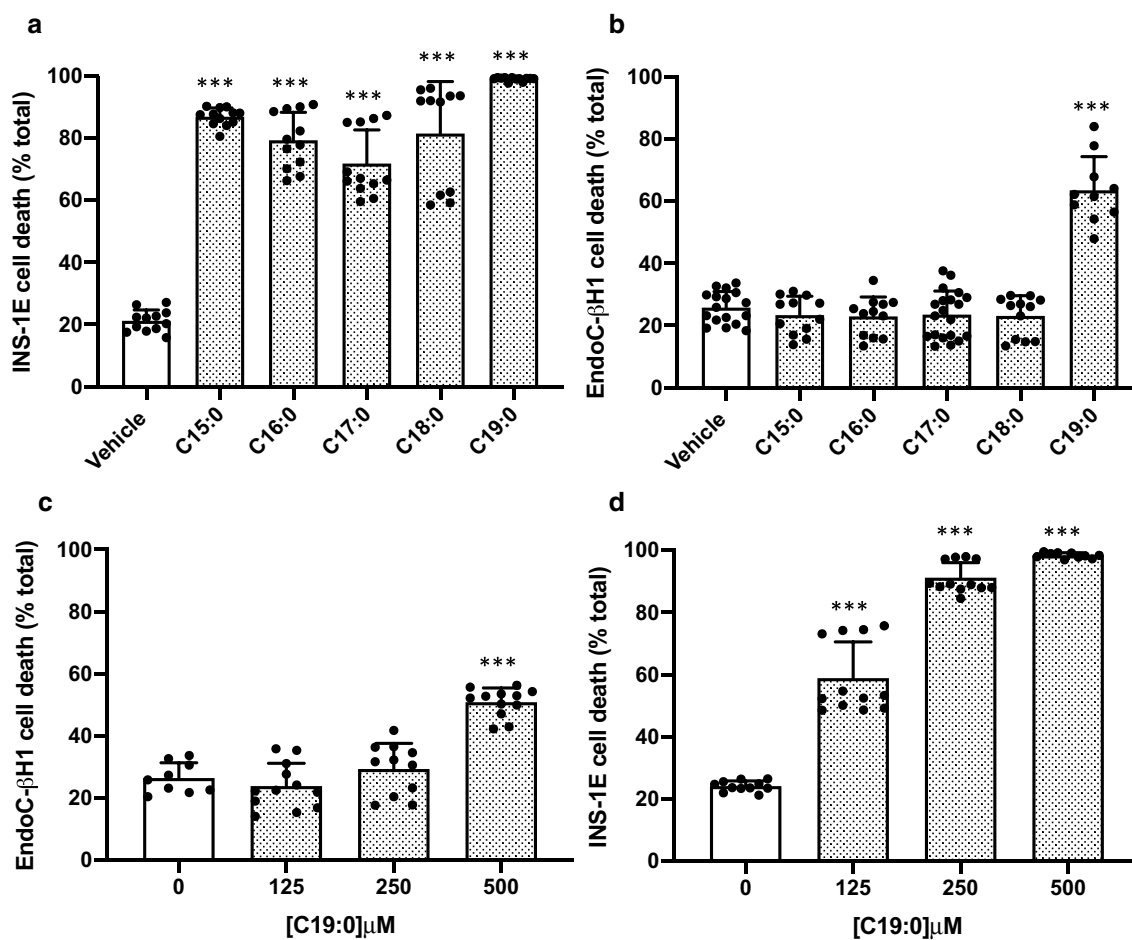 a
INS-1E cell death (% total)
100
80
60
40
20
0
***
***
***
***
***
Vehicle
C15:0
C16:0
C17:0
C18:0
C19:0
b
EndoC-βH1 cell death (% total)
100
80
60
40
20
0
***
Vehicle
C15:0
C16:0
C17:0
C18:0
C19:0
c
EndoC-βH1 cell death (% total)
100
80
60
40
20
0
***
0
125
250
500
[C19:0]μM
d
INS-1E cell death (% total)
100
80
60
40
20
0
***
***
***
0
125
250
500
[C19:0]μM